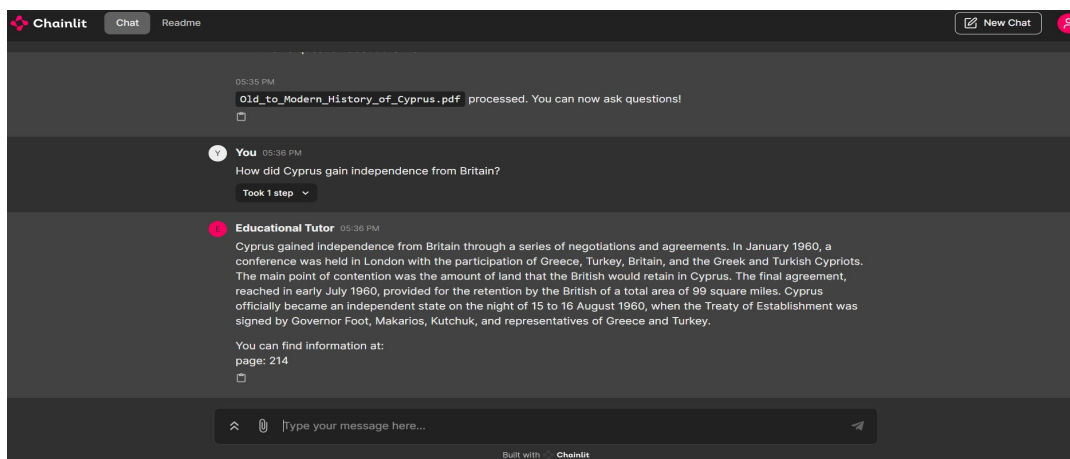 Chainlit Chat Readme New Chat
05:35 PM
Old_to_Modern_History_of_Cyprus.pdf processed. You can now ask questions!
Y You 05:36 PM
How did Cyprus gain independence from Britain?
Took 1 step
E Educational Tutor 05:36 PM
Cyprus gained independence from Britain through a series of negotiations and agreements. In January 1960, a
conference was held in London with the participation of Greece, Turkey, Britain, and the Greek and Turkish Cypriots.
The main point of contention was the amount of land that the British would retain in Cyprus. The final agreement,
reached in early July 1960, provided for the retention by the British of a total area of 99 square miles. Cyprus
officially became an independent state on the night of 15 to 16 August 1960, when the Treaty of Establishment was
signed by Governor Foot, Makarios, Kutchuk, and representatives of Greece and Turkey.
You can find information at:
page: 214
Type your message here...
Built with Chainlit